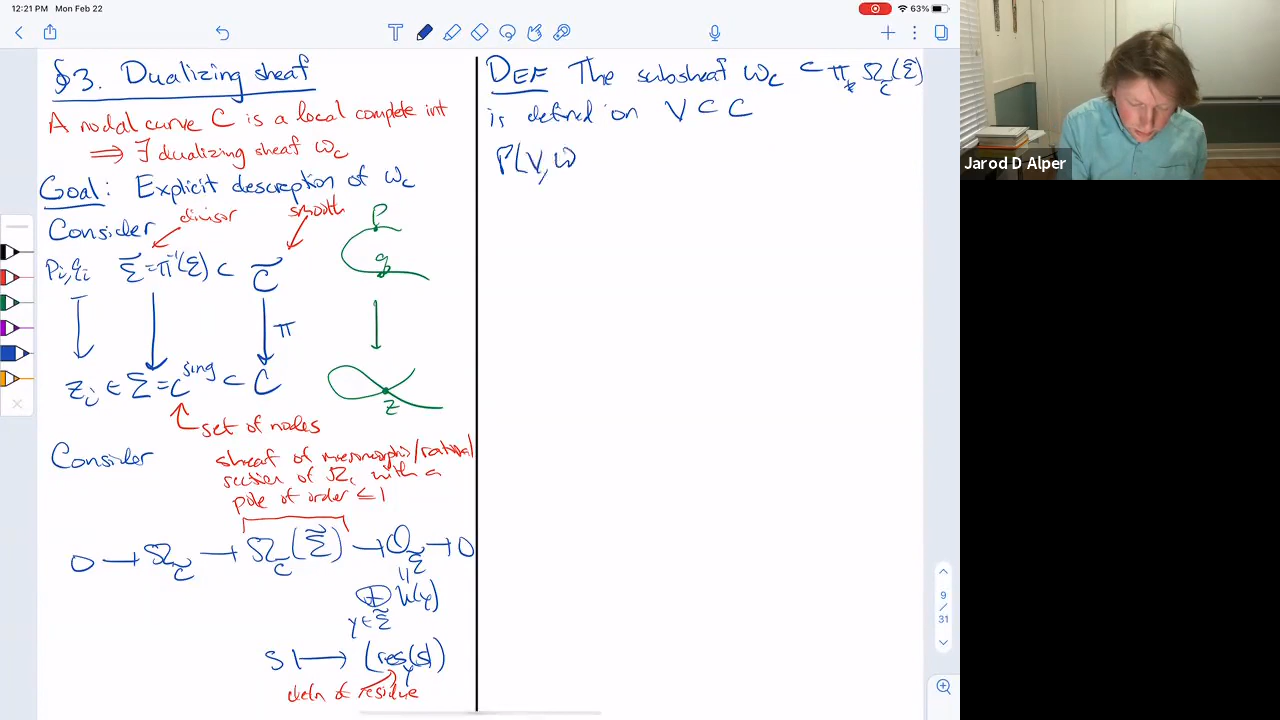 12:21 PM Mon Feb 22
63%
§3. Dualizing sheaf
A nodal curve C is a local complete int
⟹ ∃ dualizing sheaf ω_C
Goal: Explicit description of ω_C
Consider
divisor
smooth
p_i, q_i Σ̃ = π⁻¹(Σ) ⊂ C̃
π
z_i ∈ Σ = C^sing ⊂ C
set of nodes
p
q
z
Consider
sheaf of meromorphic/rational
section of Ω_C with a
pole of order ≤ 1
0 → Ω_C̃ → Ω_C̃(Σ̃) → O_Σ̃ → 0
||
⊕ k(y)
y∈Σ̃
s ↦ (res_y(s))
defn of residue
DEF The subsheaf ω_C ⊂ π_* Ω_C̃(Σ̃)
is defined on V ⊂ C
Γ(V, ω
Jarod D Alper
9
/
31